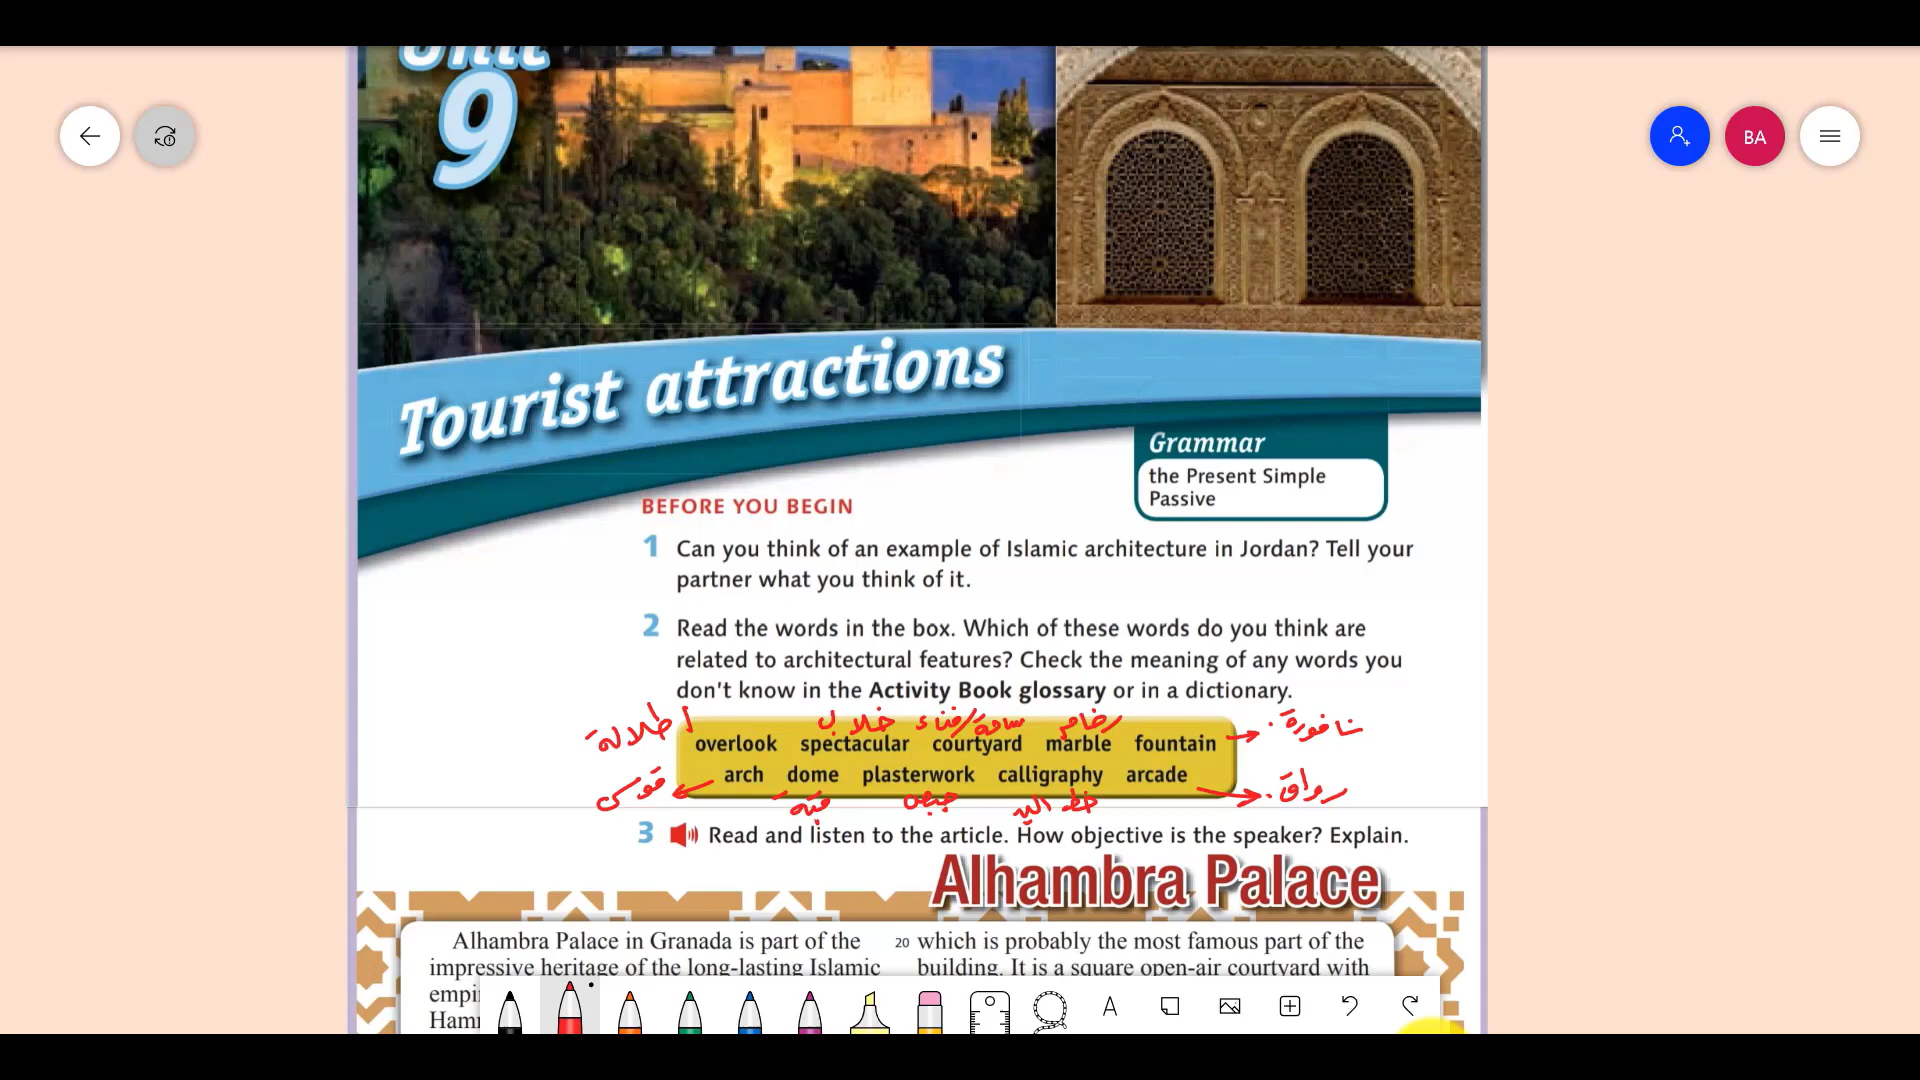 Unit
9
BA
Tourist attractions
Grammar
the Present Simple
Passive
BEFORE YOU BEGIN
1 Can you think of an example of Islamic architecture in Jordan? Tell your
partner what you think of it.
2 Read the words in the box. Which of these words do you think are
related to architectural features? Check the meaning of any words you
don't know in the Activity Book glossary or in a dictionary.
اطلالة خلاب ساحة/فناء رخام نافورة
overlook spectacular courtyard marble fountain
arch dome plasterwork calligraphy arcade
قوس قبة جبص خط اليد رواق
3 Read and listen to the article. How objective is the speaker? Explain.
Alhambra Palace
Alhambra Palace in Granada is part of the
impressive heritage of the long-lasting Islamic
empi
Ham
20 which is probably the most famous part of the
building. It is a square open-air courtyard with
A